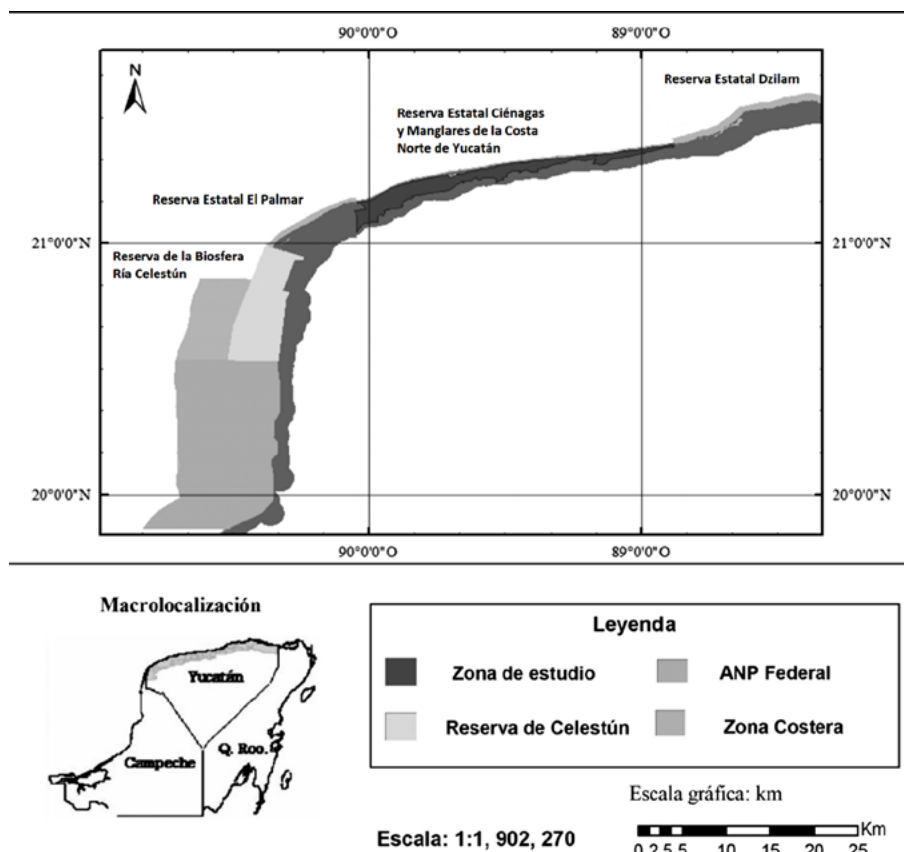 90°0'0"O 89°0'0"O
N
Reserva Estatal Dzilam
Reserva Estatal Ciénagas
y Manglares de la Costa
Norte de Yucatán
Reserva Estatal El Palmar
21°0'0"N 21°0'0"N
Reserva de la Biosfera
Ría Celestún
20°0'0"N 20°0'0"N
90°0'0"O 89°0'0"O
Macrolocalización
Yucatán
Campeche
Q. Roo.
Leyenda
Zona de estudio ANP Federal
Reserva de Celestún Zona Costera
Escala gráfica: km
Km
0 2.5 5 10 15 20 25
Escala: 1:1, 902, 270